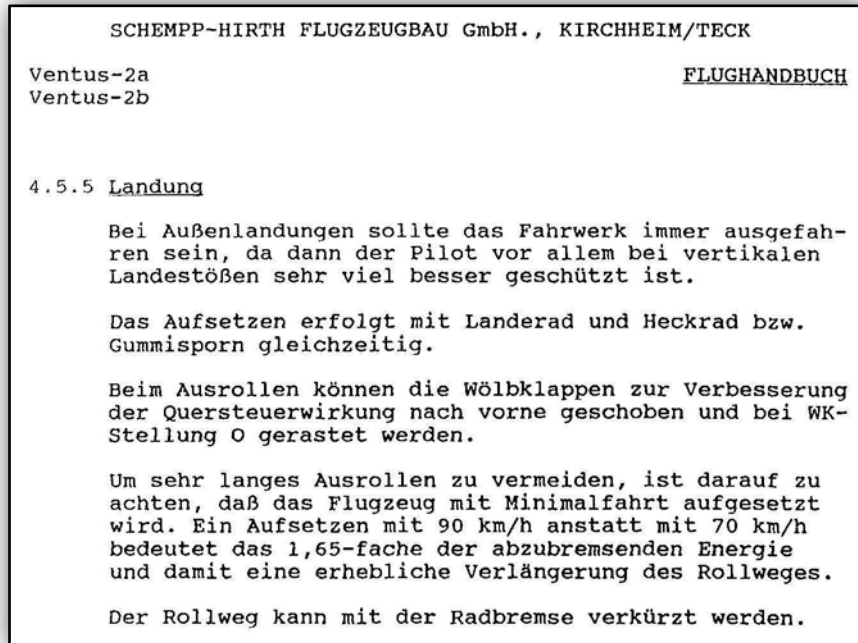 SCHEMPP-HIRTH FLUGZEUGBAU GmbH., KIRCHHEIM/TECK
Ventus-2a FLUGHANDBUCH
Ventus-2b
4.5.5 Landung
Bei Außenlandungen sollte das Fahrwerk immer ausgefah-
ren sein, da dann der Pilot vor allem bei vertikalen
Landestößen sehr viel besser geschützt ist.
Das Aufsetzen erfolgt mit Landerad und Heckrad bzw.
Gummisporn gleichzeitig.
Beim Ausrollen können die Wölbklappen zur Verbesserung
der Quersteuerwirkung nach vorne geschoben und bei WK-
Stellung O gerastet werden.
Um sehr langes Ausrollen zu vermeiden, ist darauf zu
achten, daß das Flugzeug mit Minimalfahrt aufgesetzt
wird. Ein Aufsetzen mit 90 km/h anstatt mit 70 km/h
bedeutet das 1,65-fache der abzubremsenden Energie
und damit eine erhebliche Verlängerung des Rollweges.
Der Rollweg kann mit der Radbremse verkürzt werden.